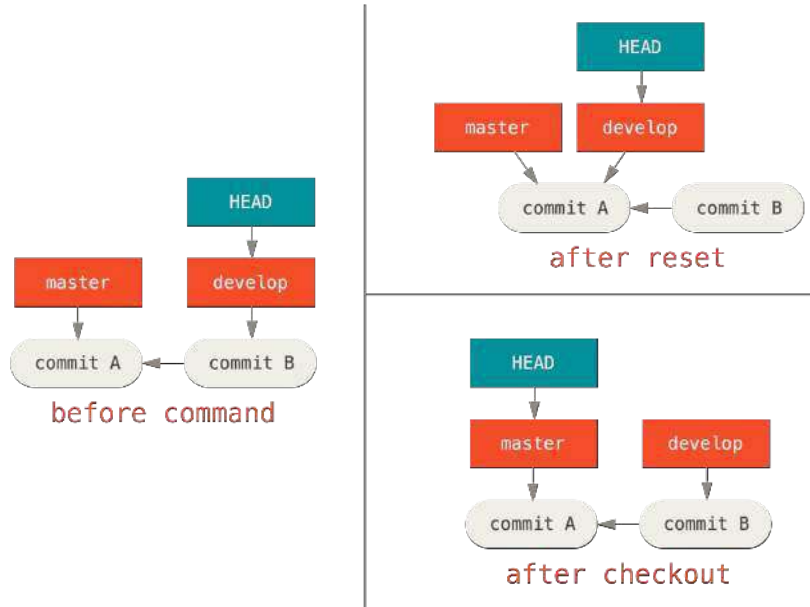 HEAD
master
develop
commit A
commit B
before command
HEAD
master
develop
commit A
commit B
after reset
HEAD
master
develop
commit A
commit B
after checkout